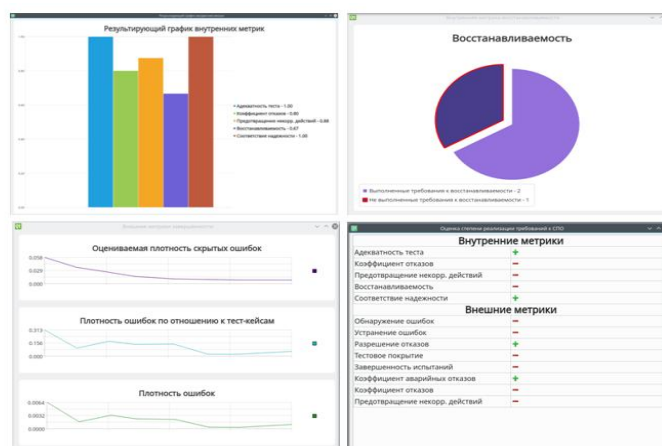 Результирующий график внутренних метрик
1.00
Адекватность теста - 1.00
Коэффициент отказов - 0.80
Предотвращение некорр. действий - 0.88
Восстанавливаемость - 0.67
Соответствие надежности - 1.00
Восстанавливаемость
Выполненные требования к восстанавливаемости - 2
Не выполненные требования к восстанавливаемости - 1
Оцениваемая плотность скрытых ошибок
0.058
0.029
0.000
Плотность ошибок по отношению к тест-кейсам
0.313
0.156
0.000
Плотность ошибок
0.0064
0.0032
0.0000
Оценка степени реализации требований к СПО
Внутренние метрики
Адекватность теста +
Коэффициент отказов −
Предотвращение некорр. действий −
Восстанавливаемость −
Соответствие надежности +
Внешние метрики
Обнаружение ошибок −
Устранение ошибок −
Разрешение отказов +
Тестовое покрытие −
Завершенность испытаний −
Коэффициент аварийных отказов +
Коэффициент отказов −
Предотвращение некорр. действий −